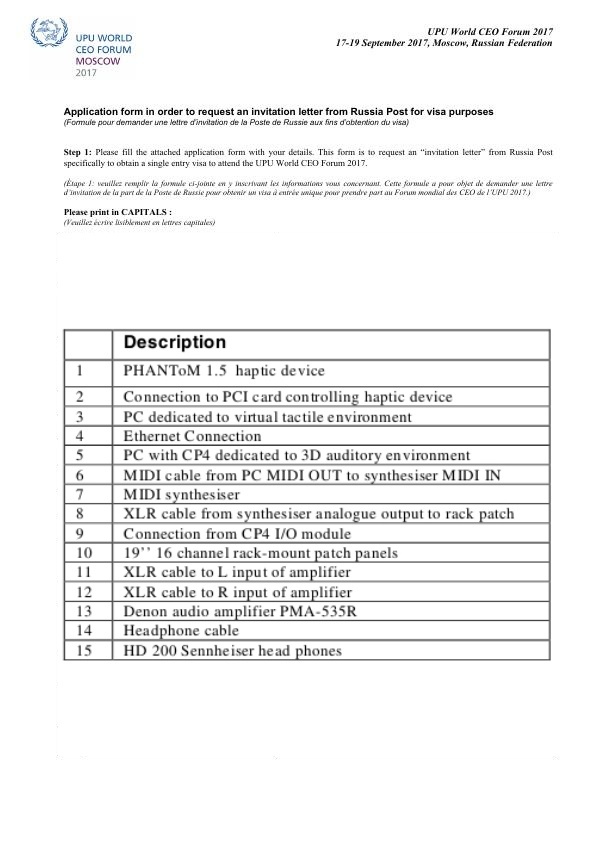 UPU WORLD
CEO FORUM
MOSCOW
2017
UPU World CEO Forum 2017
17-19 September 2017, Moscow, Russian Federation
Application form in order to request an invitation letter from Russia Post for visa purposes
(Formule pour demander une lettre d'invitation de la Poste de Russie aux fins d'obtention du visa)
Step 1: Please fill the attached application form with your details. This form is to request an “invitation letter” from Russia Post
specifically to obtain a single entry visa to attend the UPU World CEO Forum 2017.
(Étape 1: veuillez remplir la formule ci-jointe en y inscrivant les informations vous concernant. Cette formule a pour objet de demander une lettre
d’invitation de la part de la Poste de Russie pour obtenir un visa à entrée unique pour prendre part au Forum mondial des CEO de l’UPU 2017.)
Please print in CAPITALS :
(Veuillez écrire lisiblement en lettres capitales)
Description
1 PHANToM 1.5 haptic device
2 Connection to PCI card controlling haptic device
3 PC dedicated to virtual tactile environment
4 Ethernet Connection
5 PC with CP4 dedicated to 3D auditory environment
6 MIDI cable from PC MIDI OUT to synthesiser MIDI IN
7 MIDI synthesiser
8 XLR cable from synthesiser analogue output to rack patch
9 Connection from CP4 I/O module
10 19’’ 16 channel rack-mount patch panels
11 XLR cable to L input of amplifier
12 XLR cable to R input of amplifier
13 Denon audio amplifier PMA-535R
14 Headphone cable
15 HD 200 Sennheiser head phones